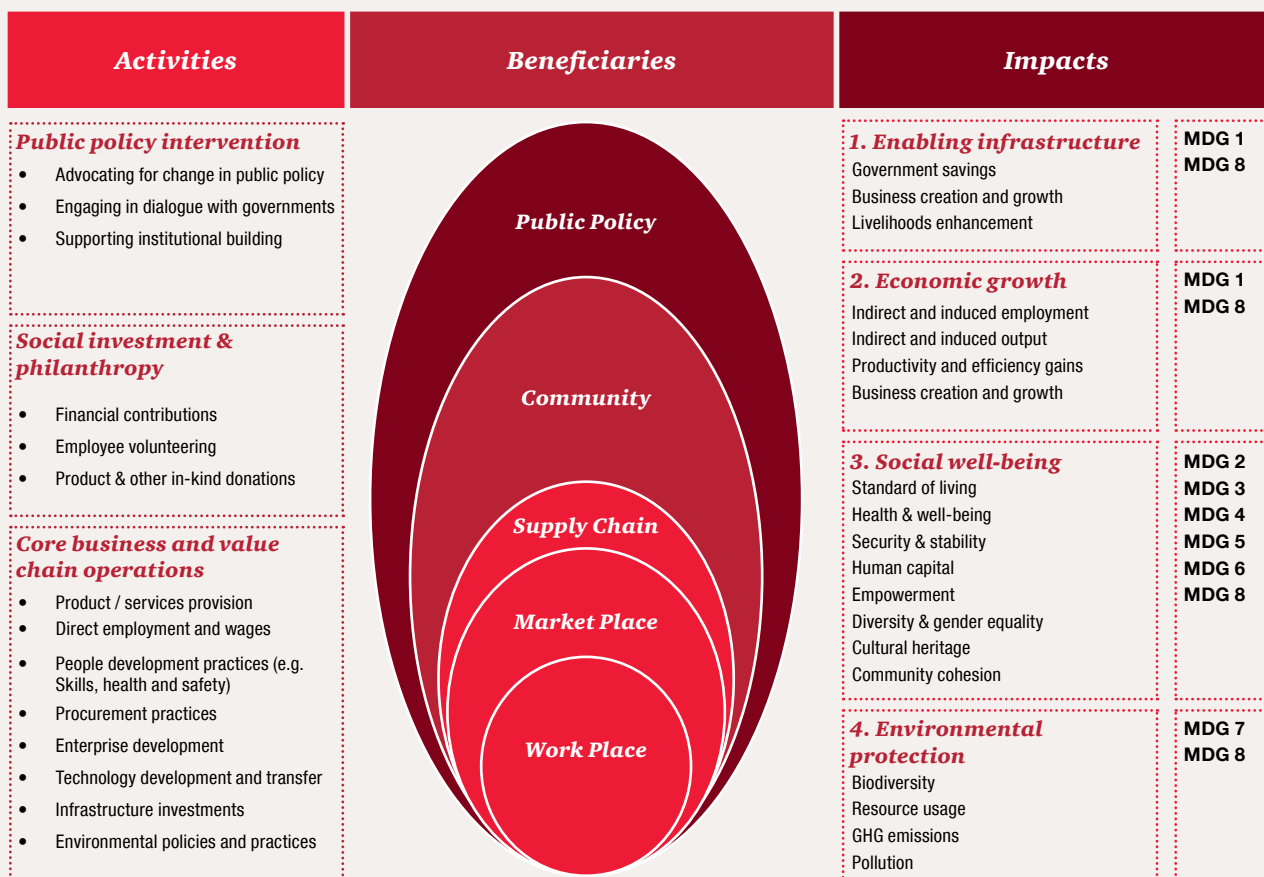 Activities
Beneficiaries
Impacts
Public policy intervention
• Advocating for change in public policy
• Engaging in dialogue with governments
• Supporting institutional building
Social investment &
philanthropy
• Financial contributions
• Employee volunteering
• Product & other in-kind donations
Core business and value
chain operations
• Product / services provision
• Direct employment and wages
• People development practices (e.g.
Skills, health and safety)
• Procurement practices
• Enterprise development
• Technology development and transfer
• Infrastructure investments
• Environmental policies and practices
Public Policy
Community
Supply Chain
Market Place
Work Place
1. Enabling infrastructure
Government savings
Business creation and growth
Livelihoods enhancement
MDG 1
MDG 8
2. Economic growth
Indirect and induced employment
Indirect and induced output
Productivity and efficiency gains
Business creation and growth
MDG 1
MDG 8
3. Social well-being
Standard of living
Health & well-being
Security & stability
Human capital
Empowerment
Diversity & gender equality
Cultural heritage
Community cohesion
MDG 2
MDG 3
MDG 4
MDG 5
MDG 6
MDG 8
4. Environmental
protection
Biodiversity
Resource usage
GHG emissions
Pollution
MDG 7
MDG 8